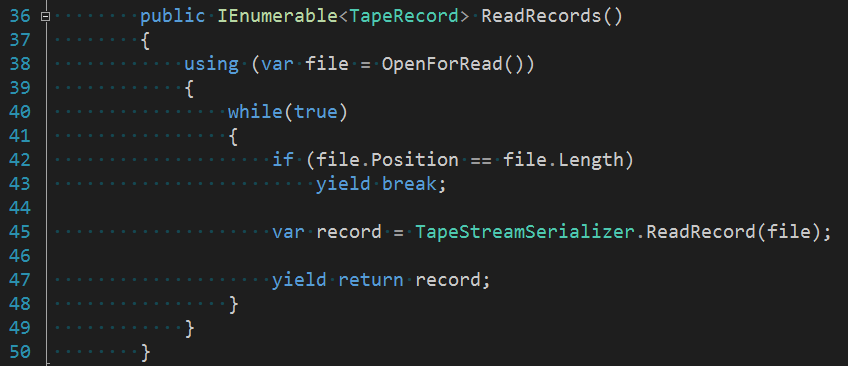 36 public IEnumerable<TapeRecord> ReadRecords()
37 {
38 using (var file = OpenForRead())
39 {
40 while(true)
41 {
42 if (file.Position == file.Length)
43 yield break;
44
45 var record = TapeStreamSerializer.ReadRecord(file);
46
47 yield return record;
48 }
49 }
50 }